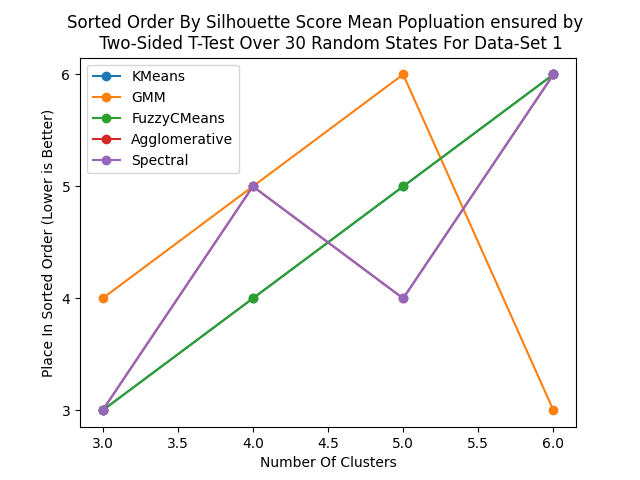 Sorted Order By Silhouette Score Mean Popluation ensured by
Two-Sided T-Test Over 30 Random States For Data-Set 1
KMeans
GMM
FuzzyCMeans
Agglomerative
Spectral
Place In Sorted Order (Lower is Better)
6
5
4
3
3.0 3.5 4.0 4.5 5.0 5.5 6.0
Number Of Clusters